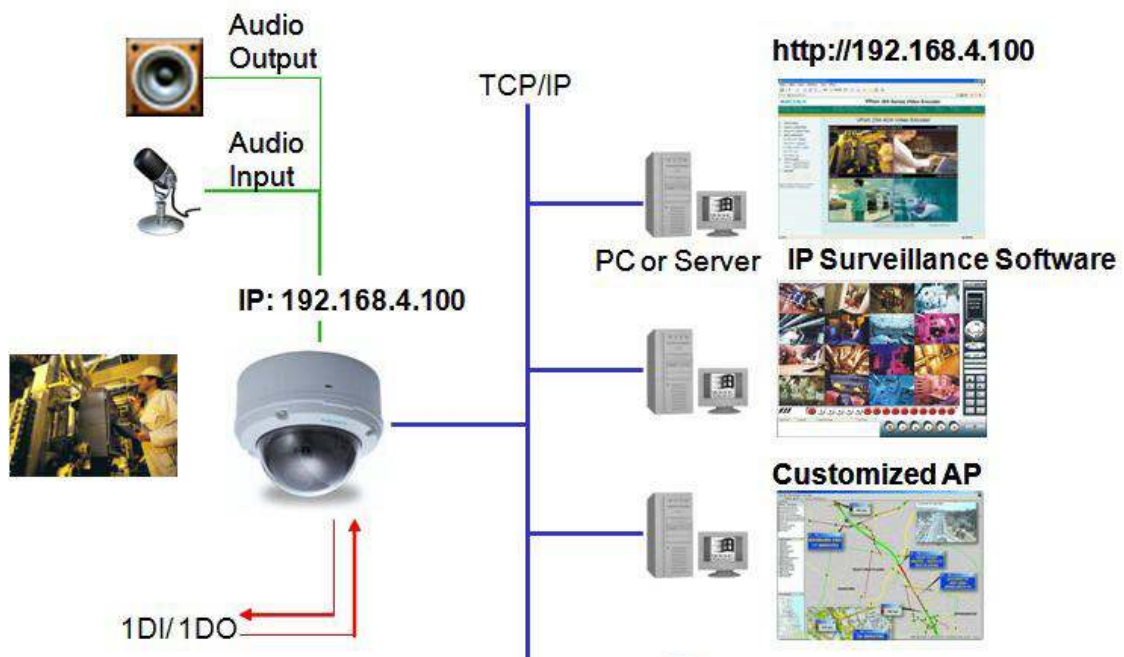 Audio
Output
http://192.168.4.100
TCP/IP
Audio
Input
PC or Server
IP Surveillance Software
IP: 192.168.4.100
Customized AP
1DI/ 1DO